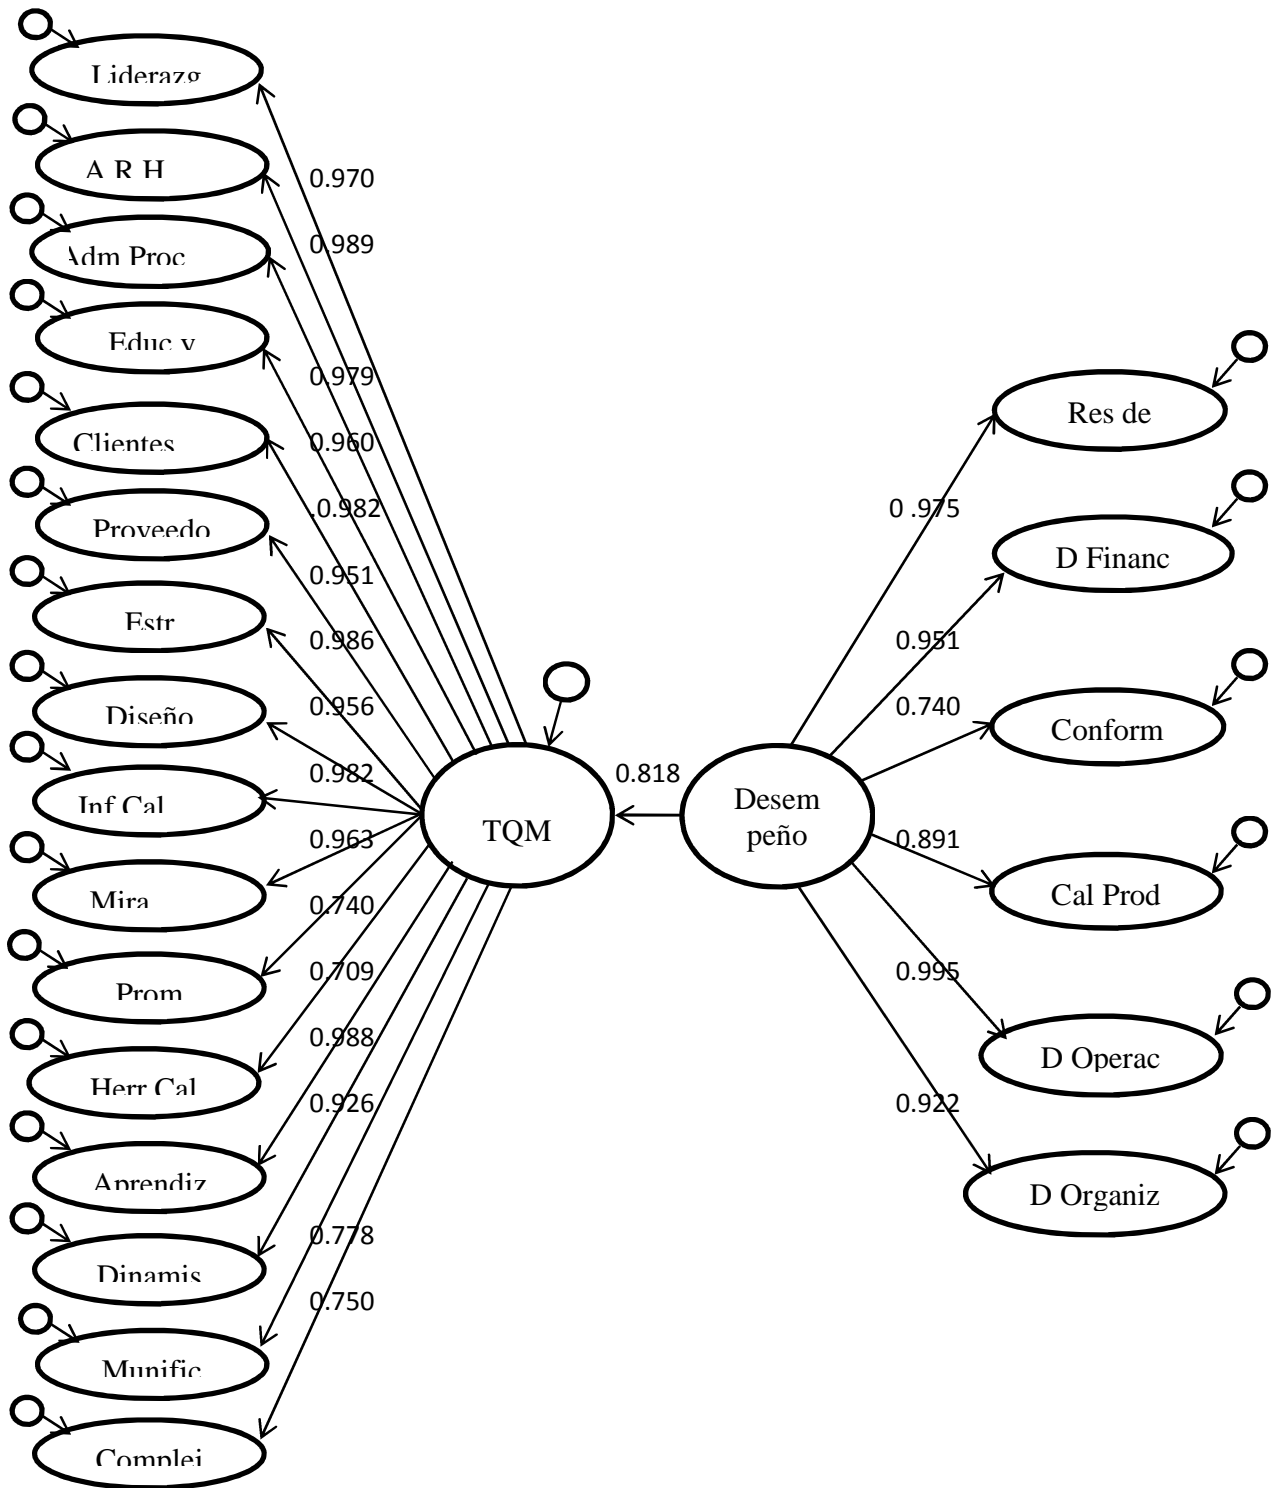 Liderazg
A R H
0.970
0.989
Adm Proc
Educ y
0.979
Clientes
0.960
.0.982
Proveedo
0.951
Estr
0.986
Diseño
0.956
Inf Cal
0.982
Mira
0.963
0.740
Prom
0.709
0.988
Herr Cal
0.926
Aprendiz
0.778
Dinamis
0.750
Munific
Complej
TQM
0.818
Desem
peño
Res de
0 .975
D Financ
0.951
0.740
Conform
0.891
Cal Prod
0.995
D Operac
0.922
D Organiz